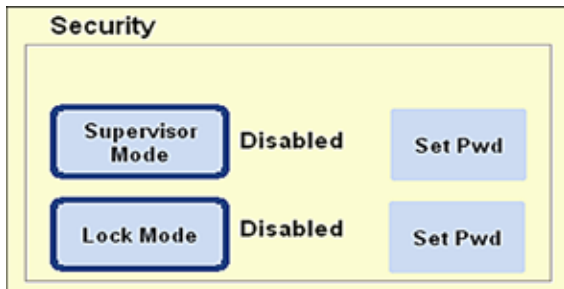 Security
Supervisor
Mode
Disabled
Set Pwd
Lock Mode
Disabled
Set Pwd